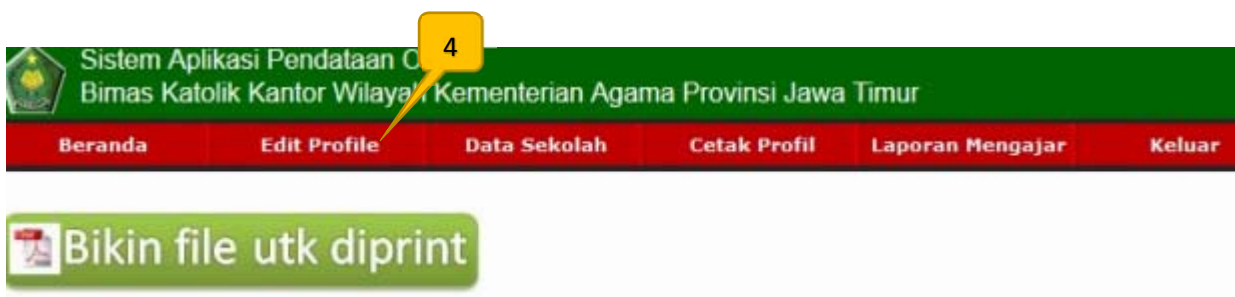 4
Sistem Aplikasi Pendataan O
Bimas Katolik Kantor Wilayah Kementerian Agama Provinsi Jawa Timur
Beranda Edit Profile Data Sekolah Cetak Profil Laporan Mengajar Keluar
Bikin file utk diprint